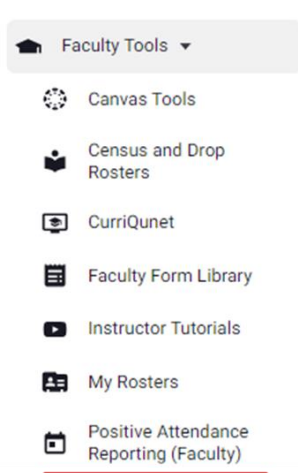 Faculty Tools
Canvas Tools
Census and Drop
Rosters
CurriQunet
Faculty Form Library
Instructor Tutorials
My Rosters
Positive Attendance
Reporting (Faculty)